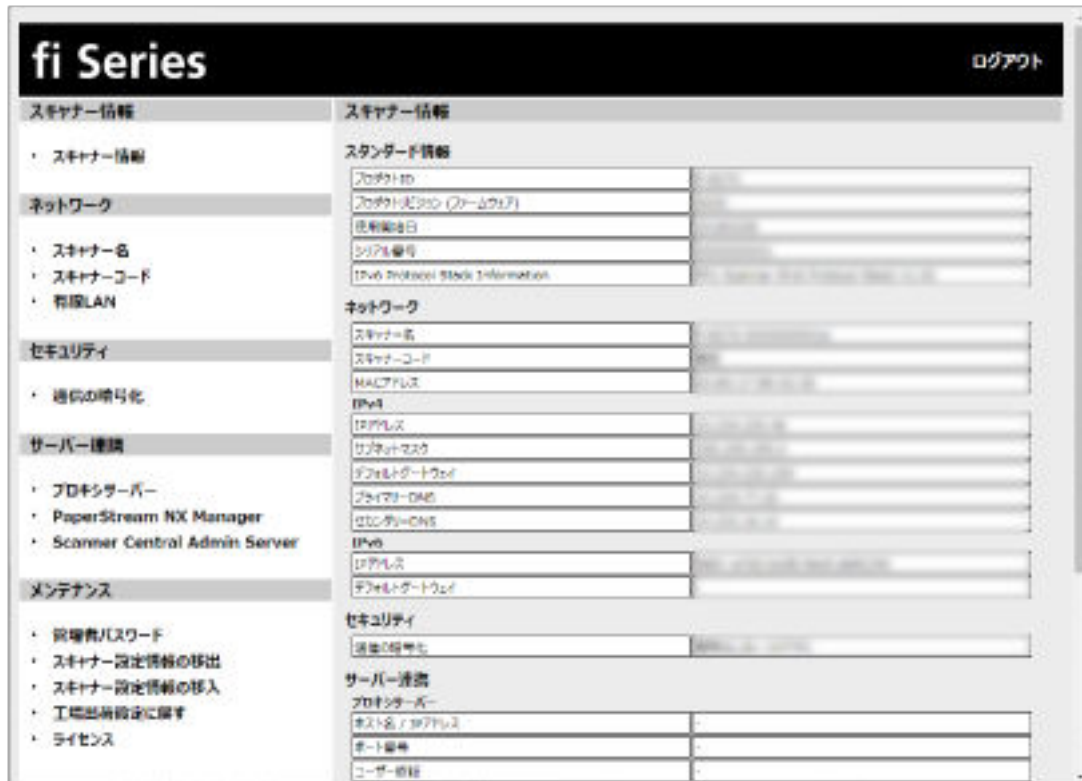 fi Series
ログアウト
スキャナー情報
・ スキャナー情報
ネットワーク
・ スキャナー名
・ スキャナーコード
・ 有線LAN
セキュリティ
・ 通信の暗号化
サーバー連携
・ プロキシサーバー
・ PaperStream NX Manager
・ Scanner Central Admin Server
メンテナンス
・ 管理者パスワード
・ スキャナー設定情報の移出
・ スキャナー設定情報の移入
・ 工場出荷設定に戻す
・ ライセンス
スキャナー情報
スタンダード情報
プロダクトID
プロダクトリビジョン (ファームウェア)
使用開始日
シリアル番号
IPv6 Protocol Stack Information
ネットワーク
スキャナー名
スキャナーコード
MACアドレス
IPv4
IPアドレス
サブネットマスク
デフォルトゲートウェイ
プライマリーDNS
セカンダリーDNS
IPv6
IPアドレス
デフォルトゲートウェイ
セキュリティ
通信の暗号化
サーバー連携
プロキシサーバー
ホスト名 / IPアドレス
-
ポート番号
-
ユーザー認証
-